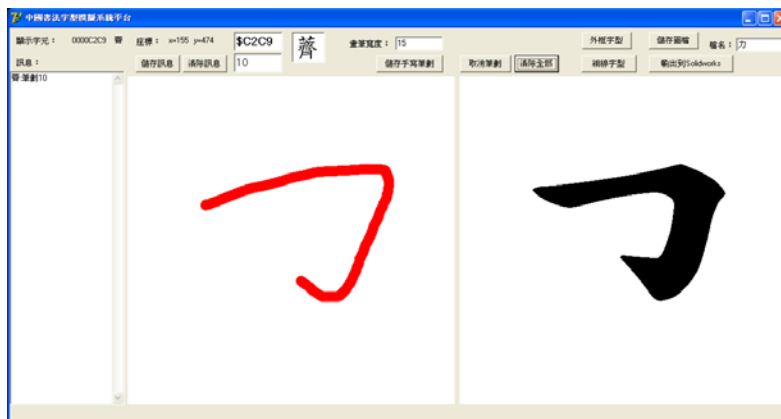 中國書法字型模擬系統平台
顯示字元： 0000C2C9 薺 座標： x=155 y=474 $C2C9 薺 畫筆寬度： 15 外框字型 儲存圖檔 檔名： 刀
訊息： 儲存訊息 清除訊息 10 儲存手寫筆劃 取消筆劃 清除全部 細線字型 輸出到Solidworks
薺-筆劃10